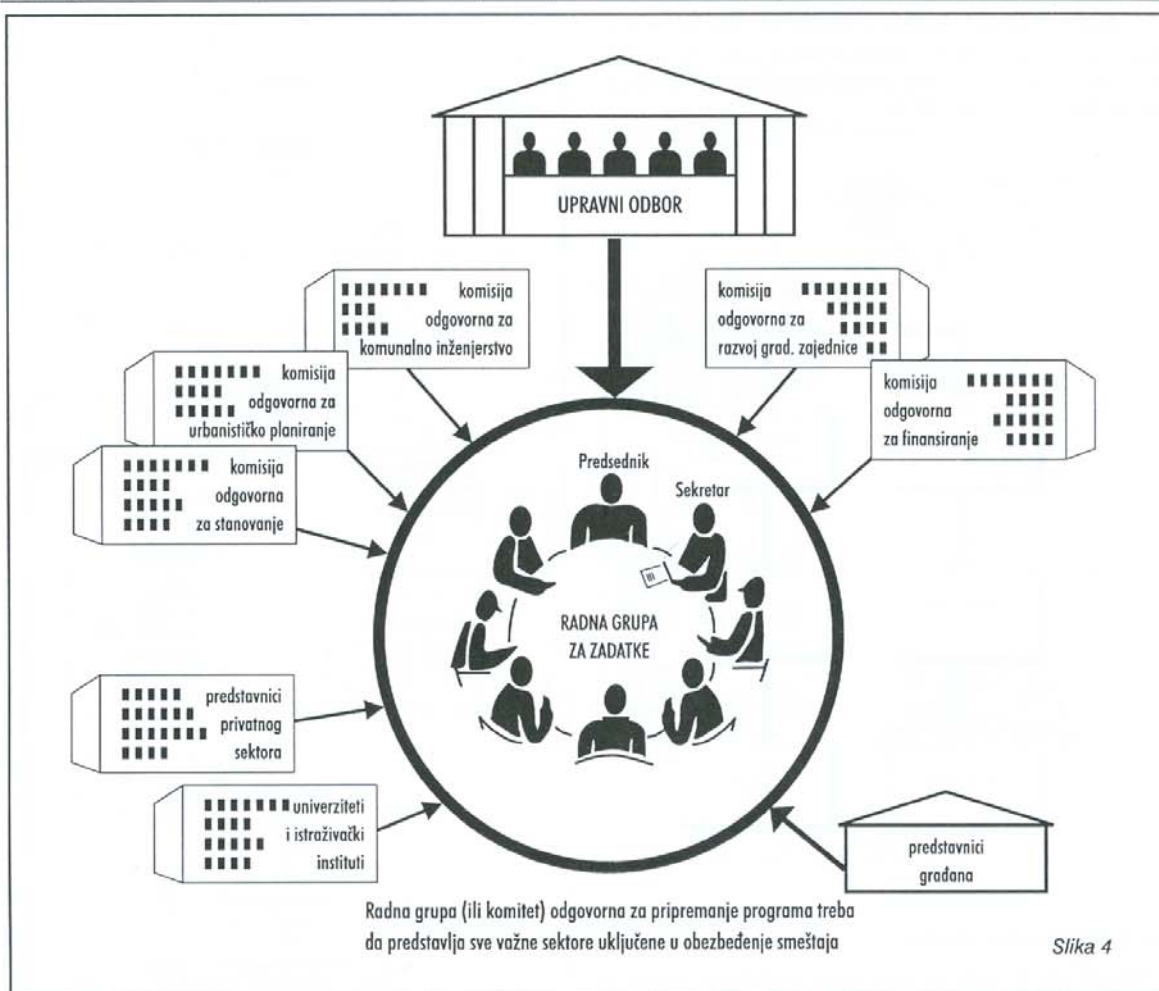 UPRAVNI ODBOR
komisija
odgovorna za
komunalno inženjerstvo
komisija
odgovorna za
razvoj grad. zajednice
komisija
odgovorna za
urbanističko planiranje
komisija
odgovorna
za finansiranje
komisija
odgovorna
za stanovanje
Predsednik
Sekretar
RADNA GRUPA
ZA ZADATKE
predstavnici
privatnog
sektora
univerziteti
i istraživački
instituti
predstavnici
građana
Radna grupa (ili komitet) odgovorna za pripremanje programa treba
da predstavlja sve važne sektore uključene u obezbeđenje smeštaja
Slika 4